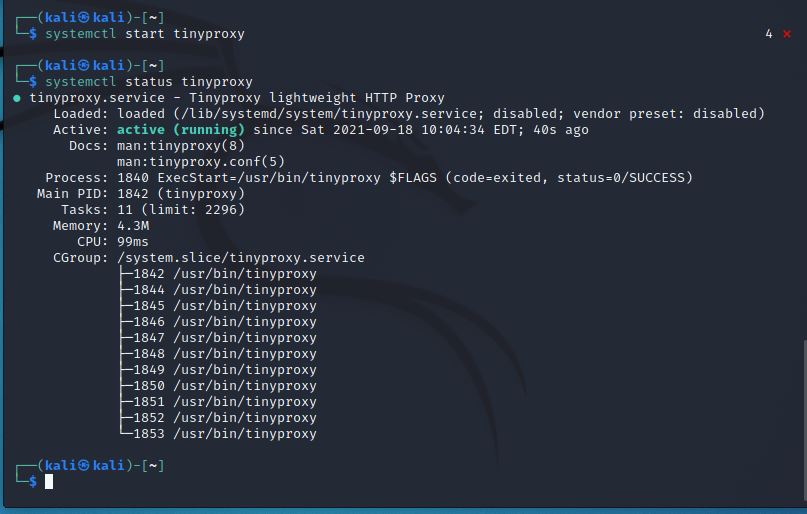 ┌──(kali㉿kali)-[~]
└─$ systemctl start tinyproxy 4 ⨯
┌──(kali㉿kali)-[~]
└─$ systemctl status tinyproxy
● tinyproxy.service - Tinyproxy lightweight HTTP Proxy
Loaded: loaded (/lib/systemd/system/tinyproxy.service; disabled; vendor preset: disabled)
Active: active (running) since Sat 2021-09-18 10:04:34 EDT; 40s ago
Docs: man:tinyproxy(8)
man:tinyproxy.conf(5)
Process: 1840 ExecStart=/usr/bin/tinyproxy $FLAGS (code=exited, status=0/SUCCESS)
Main PID: 1842 (tinyproxy)
Tasks: 11 (limit: 2296)
Memory: 4.3M
CPU: 99ms
CGroup: /system.slice/tinyproxy.service
├─1842 /usr/bin/tinyproxy
├─1844 /usr/bin/tinyproxy
├─1845 /usr/bin/tinyproxy
├─1846 /usr/bin/tinyproxy
├─1847 /usr/bin/tinyproxy
├─1848 /usr/bin/tinyproxy
├─1849 /usr/bin/tinyproxy
├─1850 /usr/bin/tinyproxy
├─1851 /usr/bin/tinyproxy
├─1852 /usr/bin/tinyproxy
└─1853 /usr/bin/tinyproxy
┌──(kali㉿kali)-[~]
└─$